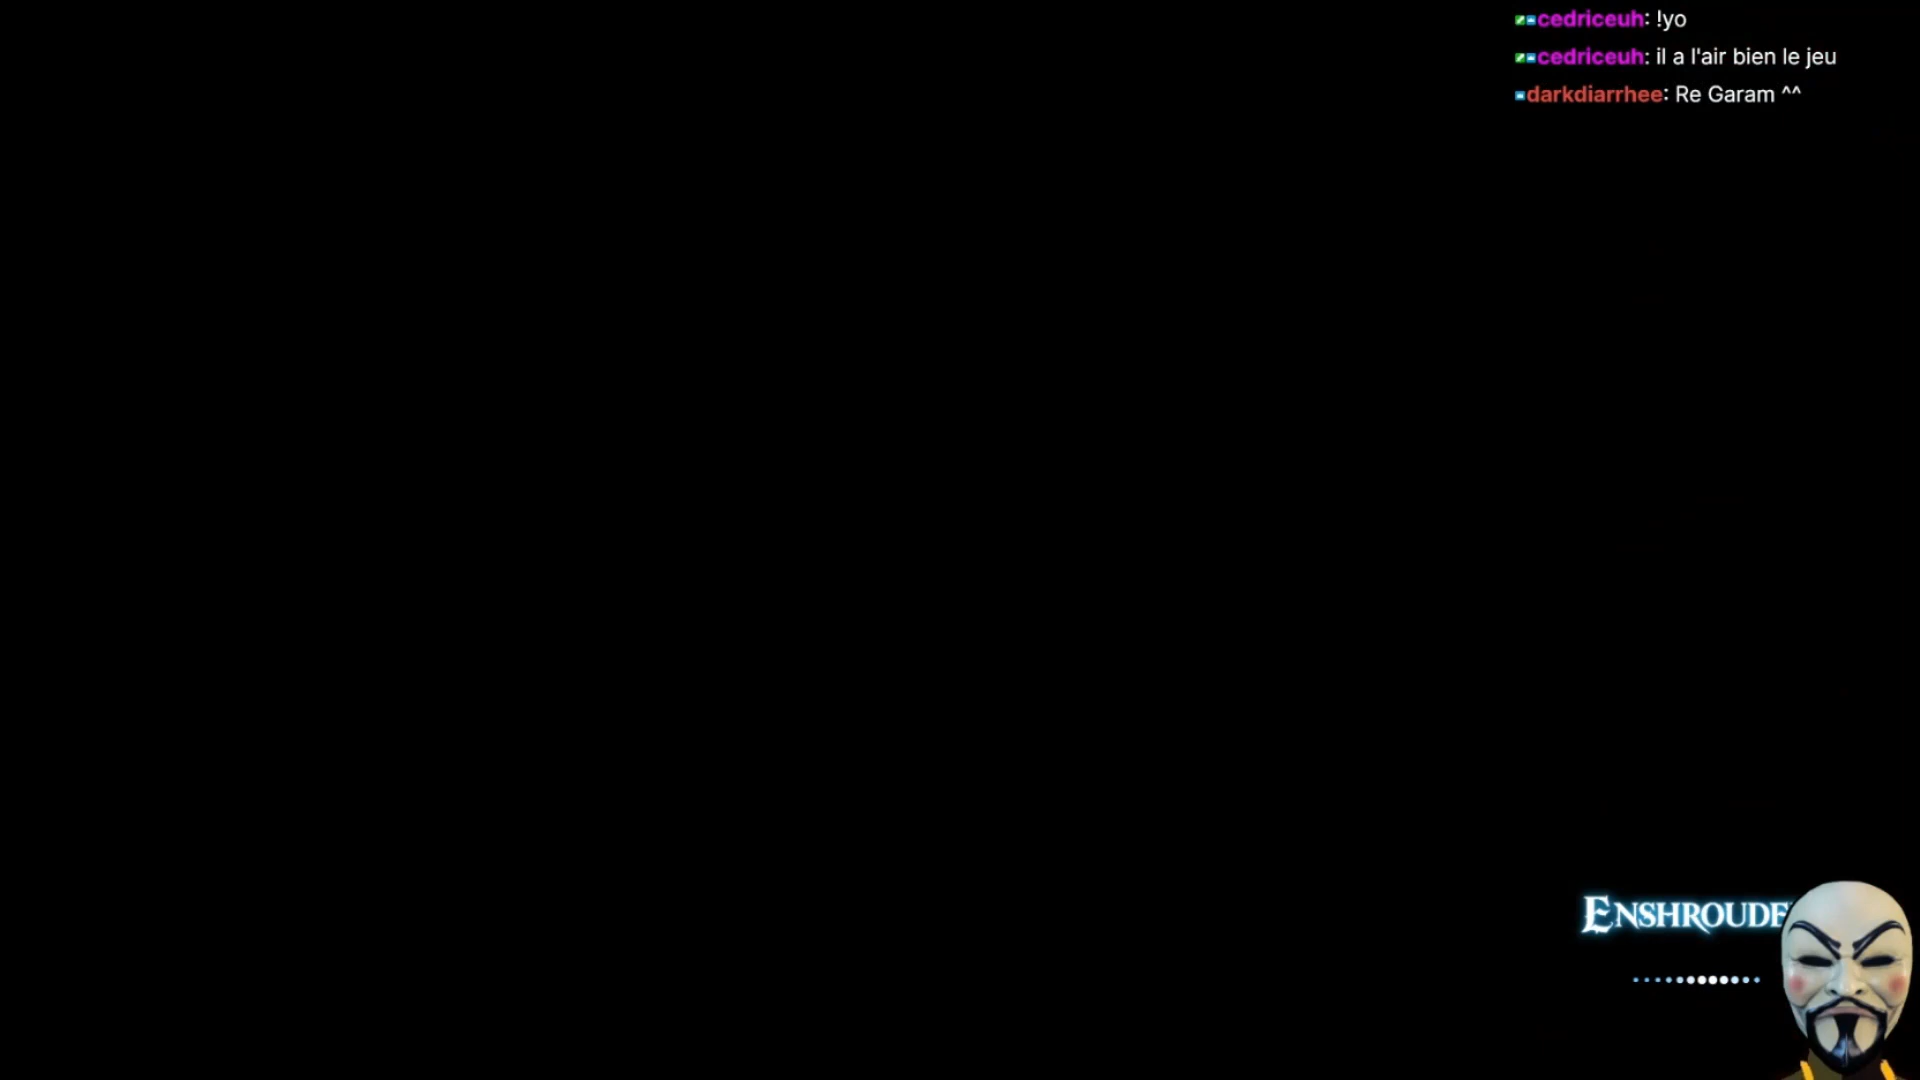 cedriceuh: !yo
cedriceuh: il a l'air bien le jeu
darkdiarrhee: Re Garam ^^
ENSHROUDE